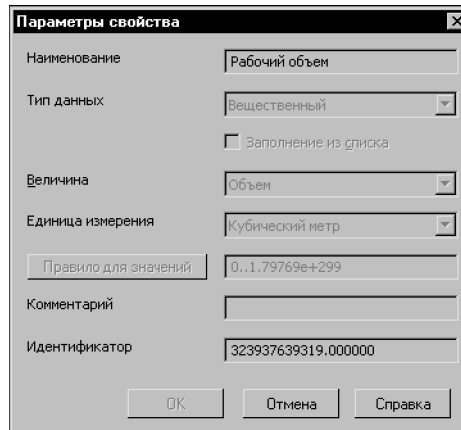 Параметры свойства
Наименование Рабочий объем
Тип данных Вещественный
Заполнение из списка
Величина Объем
Единица измерения Кубический метр
Правило для значений 0..1.79769e+299
Комментарий
Идентификатор 323937639319.000000
OK Отмена Справка